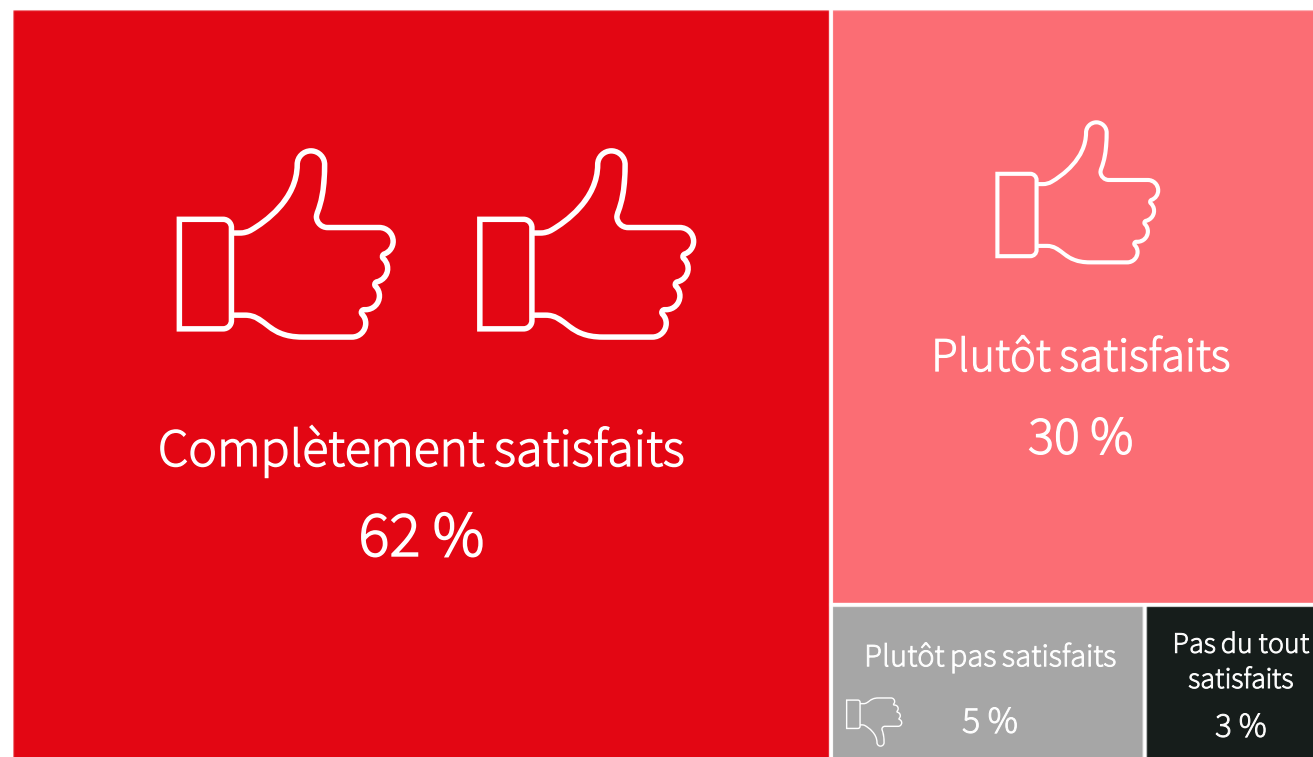 Complètement satisfaits
62 %
Plutôt satisfaits
30 %
Plutôt pas satisfaits
5 %
Pas du tout
satisfaits
3 %